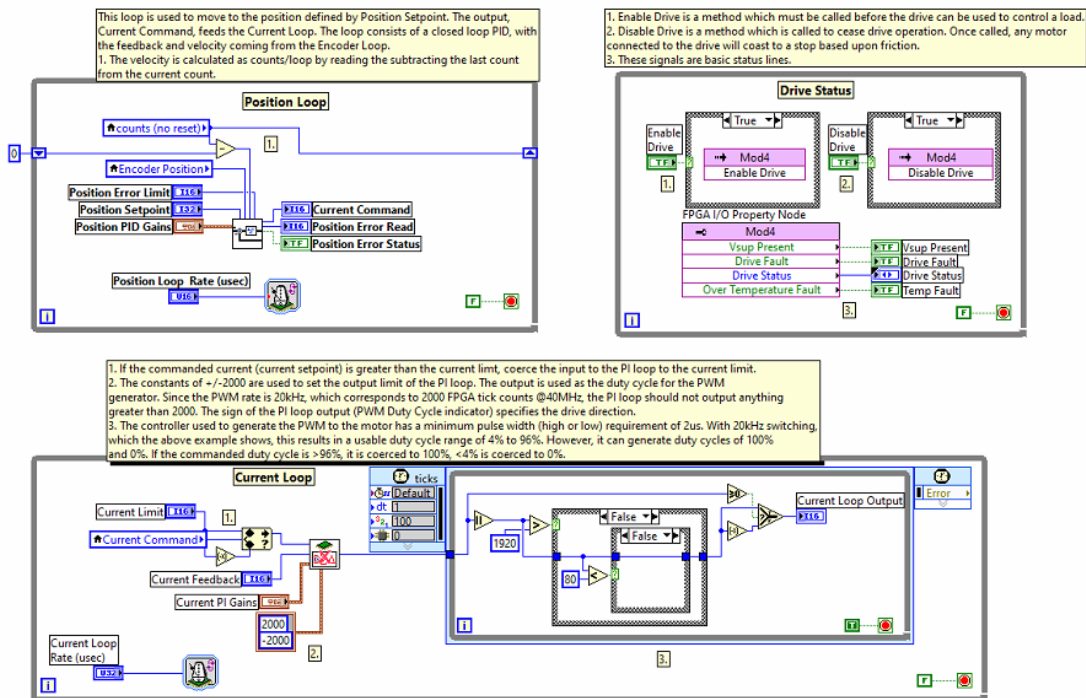 This loop is used to move to the position defined by Position Setpoint. The output,
Current Command, feeds the Current Loop. The loop consists of a closed loop PID, with
the feedback and velocity coming from the Encoder Loop.
1. The velocity is calculated as counts/loop by reading the subtracting the last count
from the current count.
Position Loop
counts (no reset)
1.
0
Encoder Position
Position Error Limit
I16
Position Setpoint
I32
Position PID Gains
I16
Current Command
I16
Position Error Read
TF
Position Error Status
Position Loop Rate (usec)
U16
F
i
1. Enable Drive is a method which must be called before the drive can be used to control a load.
2. Disable Drive is a method which is called to cease drive operation. Once called, any motor
connected to the drive will coast to a stop based upon friction.
3. These signals are basic status lines.
Drive Status
Enable
Drive
TF
1.
True
Mod4
Enable Drive
Disable
Drive
TF
2.
True
Mod4
Disable Drive
FPGA I/O Property Node
Mod4
Vsup Present
TF
Vsup Present
Drive Fault
TF
Drive Fault
Drive Status
Drive Status
Over Temperature Fault
TF
Temp Fault
3.
F
i
1. If the commanded current (current setpoint) is greater than the current limt, coerce the input to the PI loop to the current limit.
2. The constants of +/-2000 are used to set the output limit of the PI loop. The output is used as the duty cycle for the PWM
generator. Since the PWM rate is 20kHz, which corresponds to 2000 FPGA tick counts @40MHz, the PI loop should not output anything
greater than 2000. The sign of the PI loop output (PWM Duty Cycle indicator) specifies the drive direction.
3. The controller used to generate the PWM to the motor has a minimum pulse width (high or low) requirement of 2us. With 20kHz switching,
which the above example shows, this results in a usable duty cycle range of 4% to 96%. However, it can generate duty cycles of 100%
and 0%. If the commanded duty cycle is >96%, it is coerced to 100%, <4% is coerced to 0%.
Current Loop
Current Limit
I16
1.
Current Command
Current Feedback
I16
Current PI Gains
2000
-2000
2.
Current Loop
Rate (usec)
U32
i
ticks
Default
dt
1
100
0
1920
False
False
80
≥0
Current Loop Output
I16
Error
i
T
3.
F